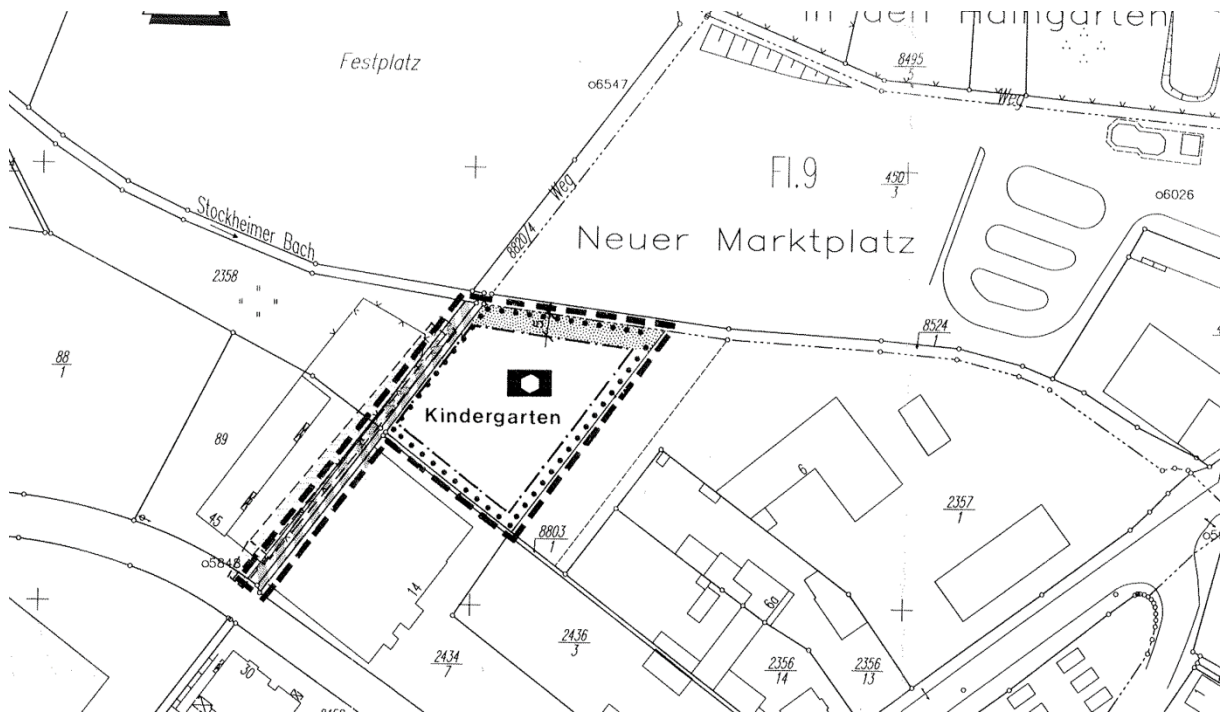 In den Haingärten
Festplatz
8495
5
o6547
Weg
Weg
Fl.9
450
3
o6026
Stockheimer Bach
8820/4
Neuer Marktplatz
2358
8524
1
5
88
1
Kindergarten
89
6
45
2357
1
8803
1
o5848
14
6a
2436
3
2434
7
2356
14
2356
13
30